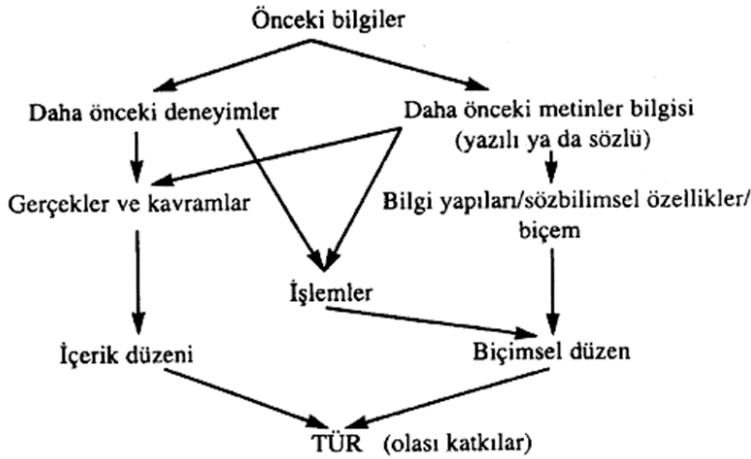 Önceki bilgiler
Daha önceki deneyimler
Daha önceki metinler bilgisi
(yazılı ya da sözlü)
Gerçekler ve kavramlar
Bilgi yapıları/sözbilimsel özellikler/
biçem
İşlemler
İçerik düzeni
Biçimsel düzen
TÜR (olası katkılar)